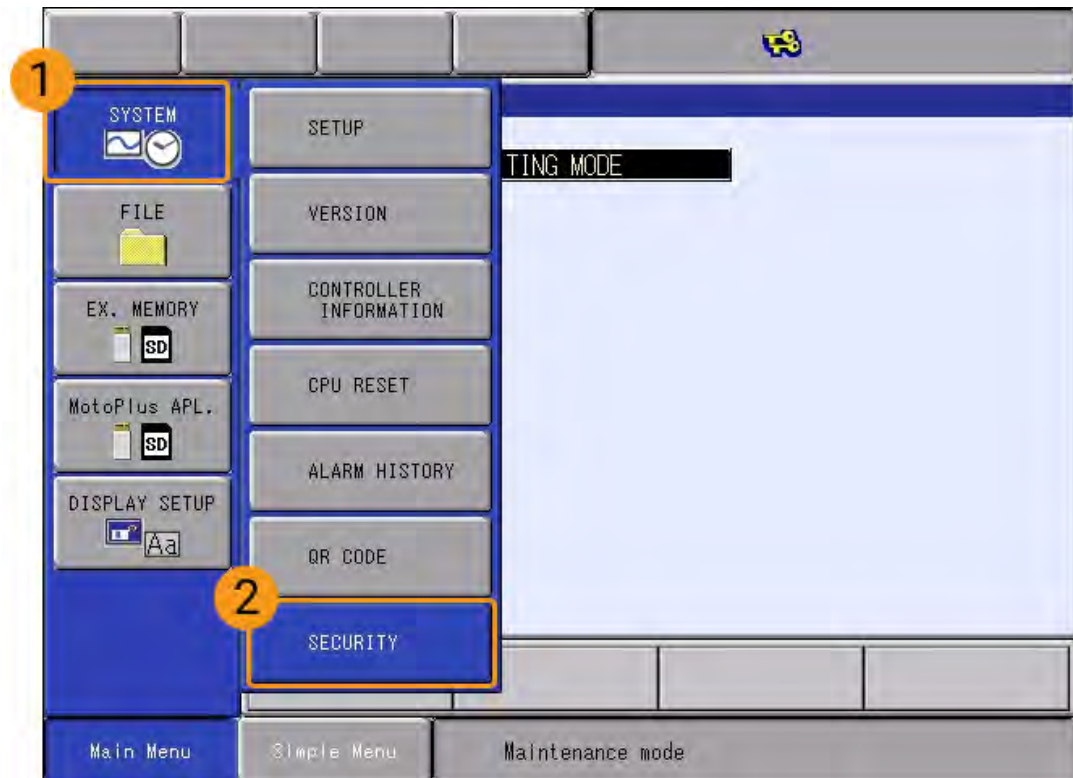 1
SYSTEM
SETUP
TING MODE
FILE
VERSION
EX. MEMORY
SD
CONTROLLER
INFORMATION
MotoPlus APL.
SD
CPU RESET
ALARM HISTORY
DISPLAY SETUP
Aa
QR CODE
2
SECURITY
Main Menu
Simple Menu
Maintenance mode